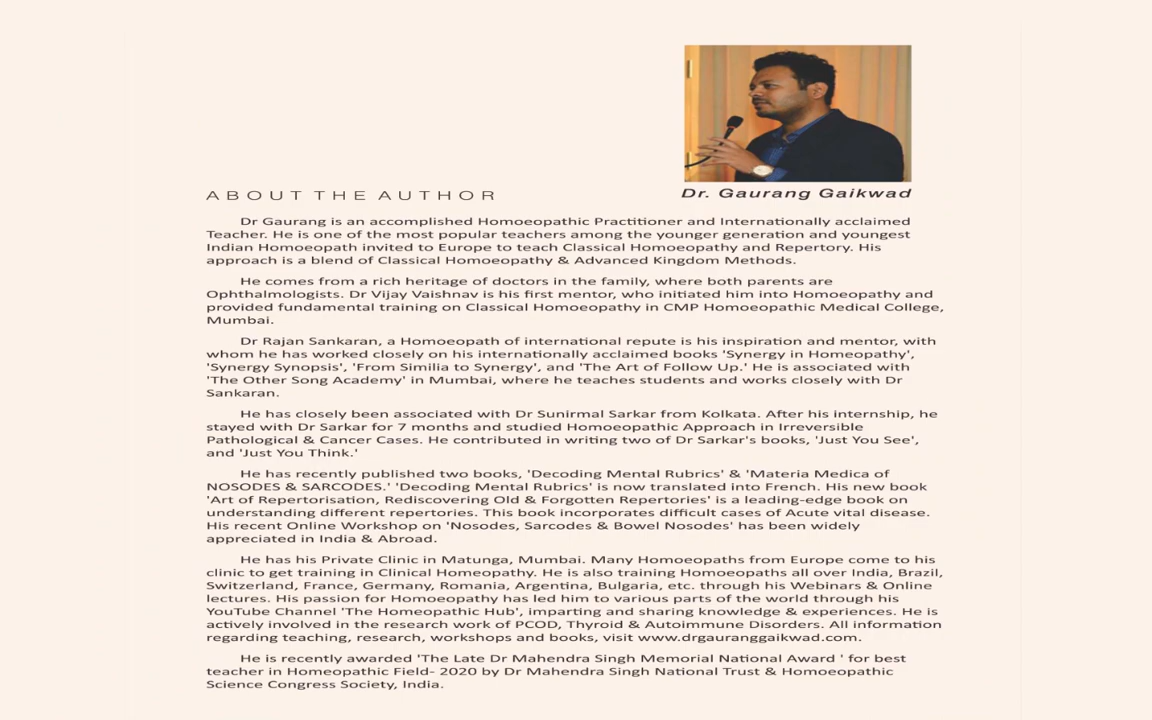 Dr. Gaurang Gaikwad
ABOUT THE AUTHOR
Dr Gaurang is an accomplished Homoeopathic Practitioner and Internationally acclaimed
Teacher. He is one of the most popular teachers among the younger generation and youngest
Indian Homoeopath invited to Europe to teach Classical Homoeopathy and Repertory. His
approach is a blend of Classical Homoeopathy & Advanced Kingdom Methods.
He comes from a rich heritage of doctors in the family, where both parents are
Ophthalmologists. Dr Vijay Vaishnav is his first mentor, who initiated him into Homoeopathy and
provided fundamental training on Classical Homoeopathy in CMP Homoeopathic Medical College,
Mumbai.
Dr Rajan Sankaran, a Homoeopath of international repute is his inspiration and mentor, with
whom he has worked closely on his internationally acclaimed books 'Synergy in Homeopathy',
'Synergy Synopsis', 'From Similia to Synergy', and 'The Art of Follow Up.' He is associated with
'The Other Song Academy' in Mumbai, where he teaches students and works closely with Dr
Sankaran.
He has closely been associated with Dr Sunirmal Sarkar from Kolkata. After his internship, he
stayed with Dr Sarkar for 7 months and studied Homoeopathic Approach in Irreversible
Pathological & Cancer Cases. He contributed in writing two of Dr Sarkar's books, 'Just You See',
and 'Just You Think.'
He has recently published two books, 'Decoding Mental Rubrics' & 'Materia Medica of
NOSODES & SARCODES.' 'Decoding Mental Rubrics' is now translated into French. His new book
'Art of Repertorisation, Rediscovering Old & Forgotten Repertories' is a leading-edge book on
understanding different repertories. This book incorporates difficult cases of Acute vital disease.
His recent Online Workshop on 'Nosodes, Sarcodes & Bowel Nosodes' has been widely
appreciated in India & Abroad.
He has his Private Clinic in Matunga, Mumbai. Many Homoeopaths from Europe come to his
clinic to get training in Clinical Homeopathy. He is also training Homoeopaths all over India, Brazil,
Switzerland, France, Germany, Romania, Argentina, Bulgaria, etc. through his Webinars & Online
lectures. His passion for Homoeopathy has led him to various parts of the world through his
YouTube Channel 'The Homeopathic Hub', imparting and sharing knowledge & experiences. He is
actively involved in the research work of PCOD, Thyroid & Autoimmune Disorders. All information
regarding teaching, research, workshops and books, visit www.drgauranggaikwad.com.
He is recently awarded 'The Late Dr Mahendra Singh Memorial National Award ' for best
teacher in Homeopathic Field- 2020 by Dr Mahendra Singh National Trust & Homoeopathic
Science Congress Society, India.